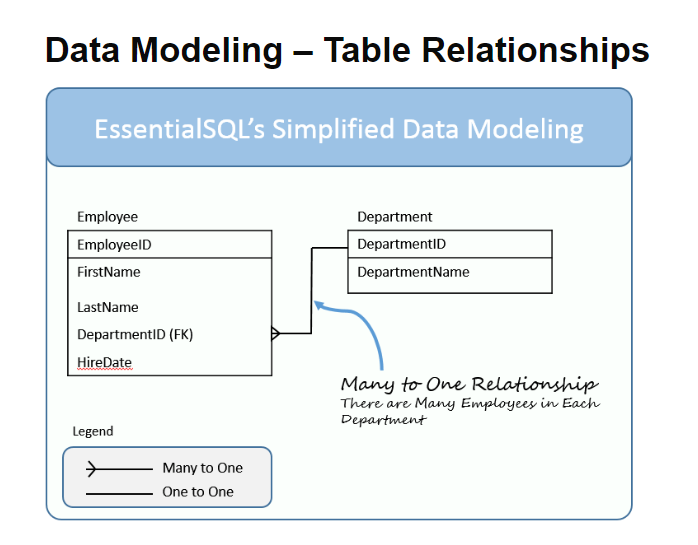 Data Modeling – Table Relationships
EssentialSQL's Simplified Data Modeling
Employee
EmployeeID
FirstName
LastName
DepartmentID (FK)
HireDate
Department
DepartmentID
DepartmentName
Many to One Relationship
There are Many Employees in Each
Department
Legend
Many to One
One to One